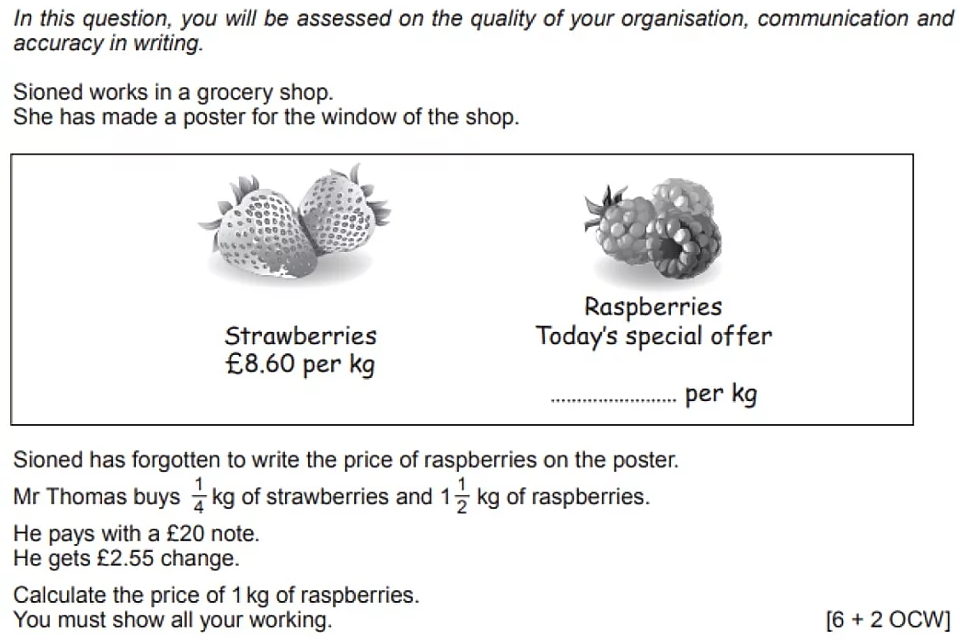 In this question, you will be assessed on the quality of your organisation, communication and
accuracy in writing.
Sioned works in a grocery shop.
She has made a poster for the window of the shop.
Strawberries
£8.60 per kg
Raspberries
Today's special offer
........................ per kg
Sioned has forgotten to write the price of raspberries on the poster.
Mr Thomas buys 1/4 kg of strawberries and 1 1/2 kg of raspberries.
He pays with a £20 note.
He gets £2.55 change.
Calculate the price of 1 kg of raspberries.
You must show all your working. [6 + 2 OCW]